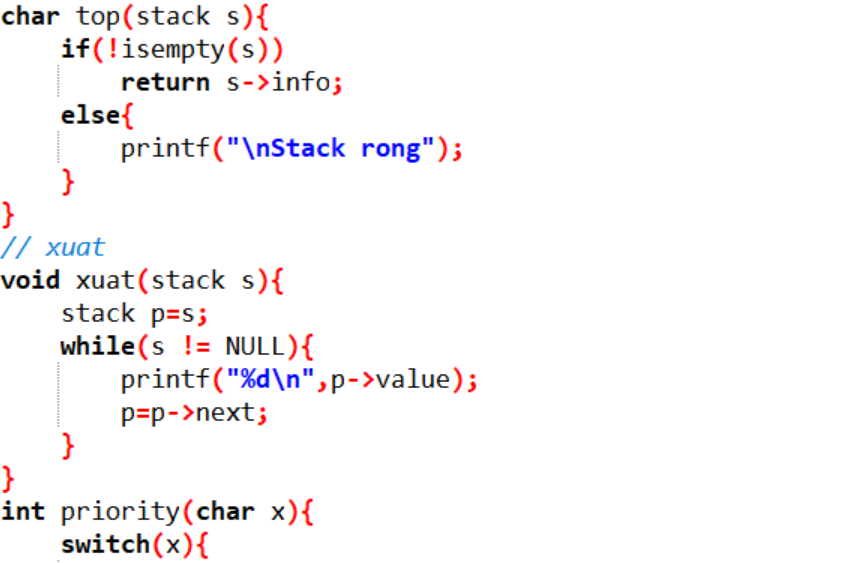 char top(stack s){
    if(!isempty(s))
        return s->info;
    else{
        printf("\nStack rong");
    }
}
// xuat
void xuat(stack s){
    stack p=s;
    while(s != NULL){
        printf("%d\n",p->value);
        p=p->next;
    }
}
int priority(char x){
    switch(x){